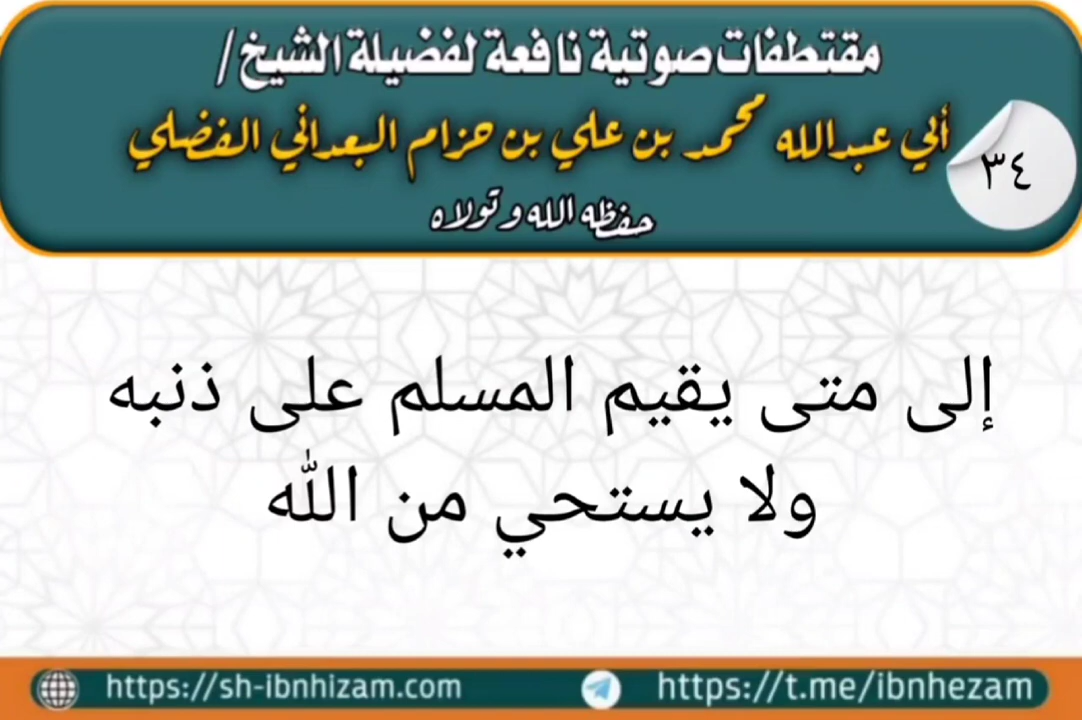 مقتطفات صوتية نافعة لفضيلة الشيخ/
أبي عبدالله محمد بن علي بن حزام البعداني الفضلي
٣٤
حفظه الله وتولاه
إلى متى يقيم المسلم على ذنبه
ولا يستحي من الله
https://sh-ibnhizam.com
https://t.me/ibnhezam